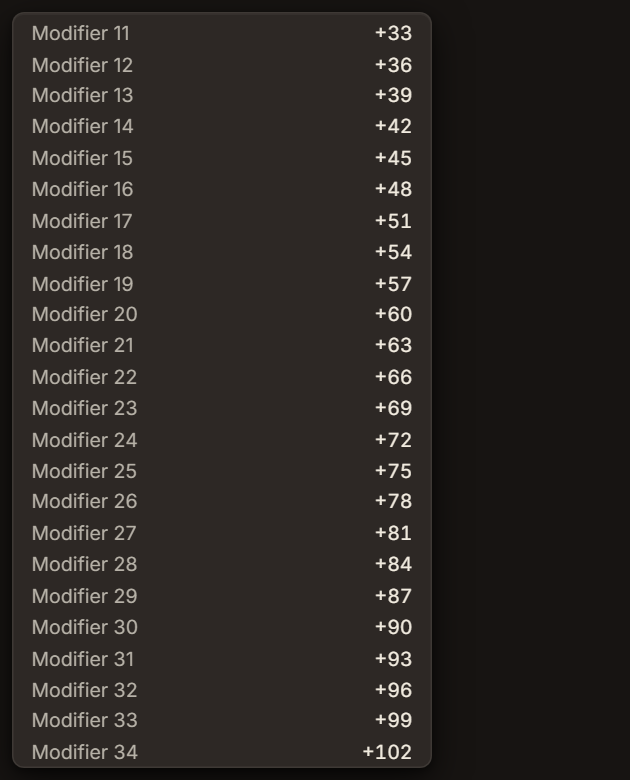 Modifier 11 +33
Modifier 12 +36
Modifier 13 +39
Modifier 14 +42
Modifier 15 +45
Modifier 16 +48
Modifier 17 +51
Modifier 18 +54
Modifier 19 +57
Modifier 20 +60
Modifier 21 +63
Modifier 22 +66
Modifier 23 +69
Modifier 24 +72
Modifier 25 +75
Modifier 26 +78
Modifier 27 +81
Modifier 28 +84
Modifier 29 +87
Modifier 30 +90
Modifier 31 +93
Modifier 32 +96
Modifier 33 +99
Modifier 34 +102